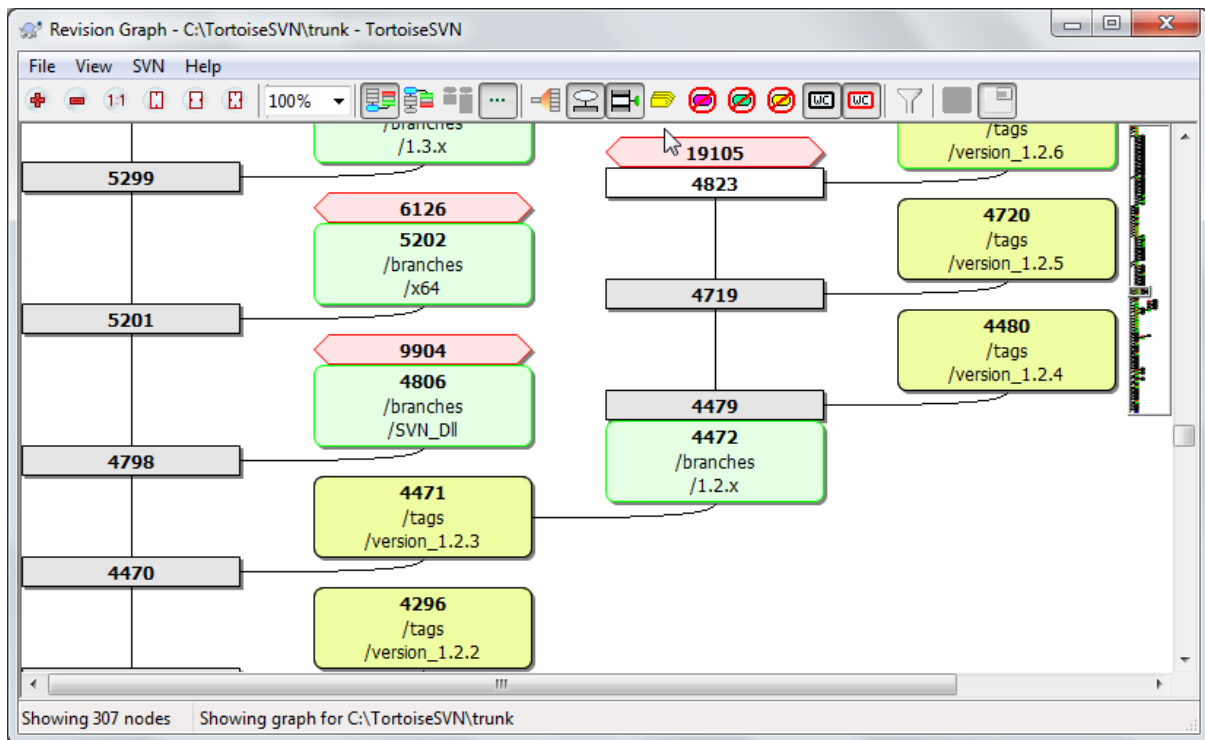 Revision Graph - C:\TortoiseSVN\trunk - TortoiseSVN
File View SVN Help
1:1 100% ... WC WC
/branches
/1.3.x
5299
6126
5202
/branches
/x64
5201
9904
4806
/branches
/SVN_Dll
4798
4471
/tags
/version_1.2.3
4470
4296
/tags
/version_1.2.2
19105
4823
4719
4479
4472
/branches
/1.2.x
/tags
/version_1.2.6
4720
/tags
/version_1.2.5
4480
/tags
/version_1.2.4
Showing 307 nodes Showing graph for C:\TortoiseSVN\trunk